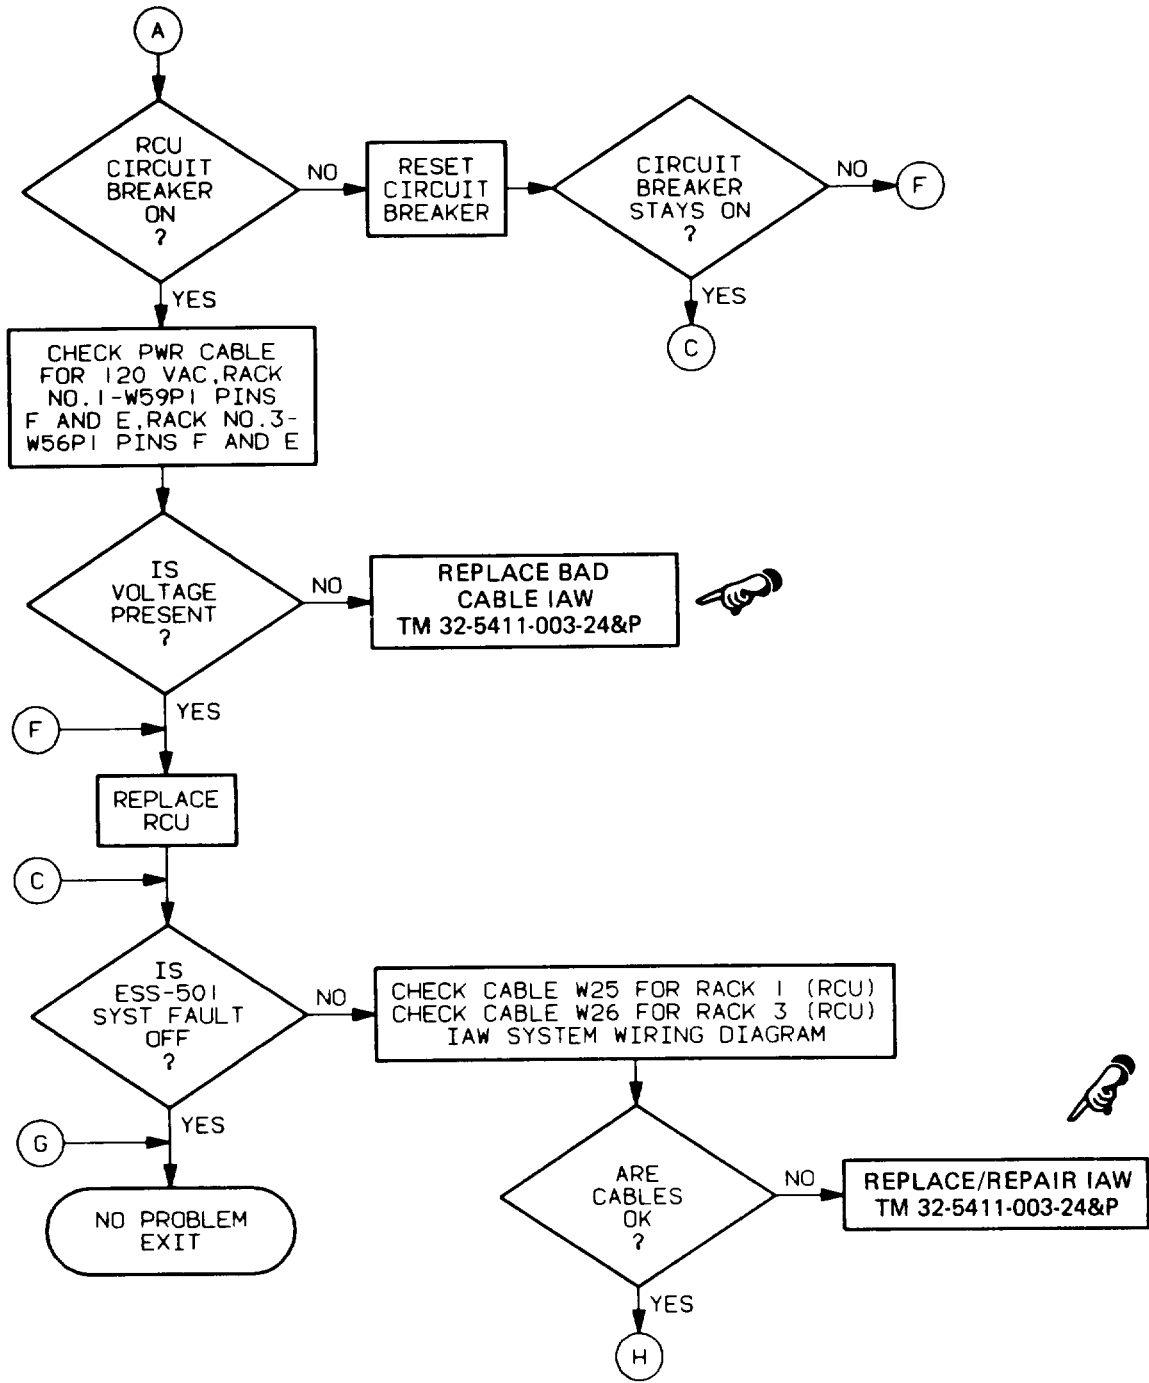 A
RCU
CIRCUIT
BREAKER
ON
?
NO
RESET
CIRCUIT
BREAKER
CIRCUIT
BREAKER
STAYS ON
?
NO
F
YES
C
YES
CHECK PWR CABLE
FOR 120 VAC,RACK
NO.1-W59P1 PINS
F AND E,RACK NO.3-
W56P1 PINS F AND E
IS
VOLTAGE
PRESENT
?
NO
REPLACE BAD
CABLE IAW
TM 32-5411-003-24&P
YES
F
REPLACE
RCU
C
IS
ESS-501
SYST FAULT
OFF
?
NO
CHECK CABLE W25 FOR RACK 1 (RCU)
CHECK CABLE W26 FOR RACK 3 (RCU)
IAW SYSTEM WIRING DIAGRAM
YES
G
NO PROBLEM
EXIT
ARE
CABLES
OK
?
NO
REPLACE/REPAIR IAW
TM 32-5411-003-24&P
YES
H